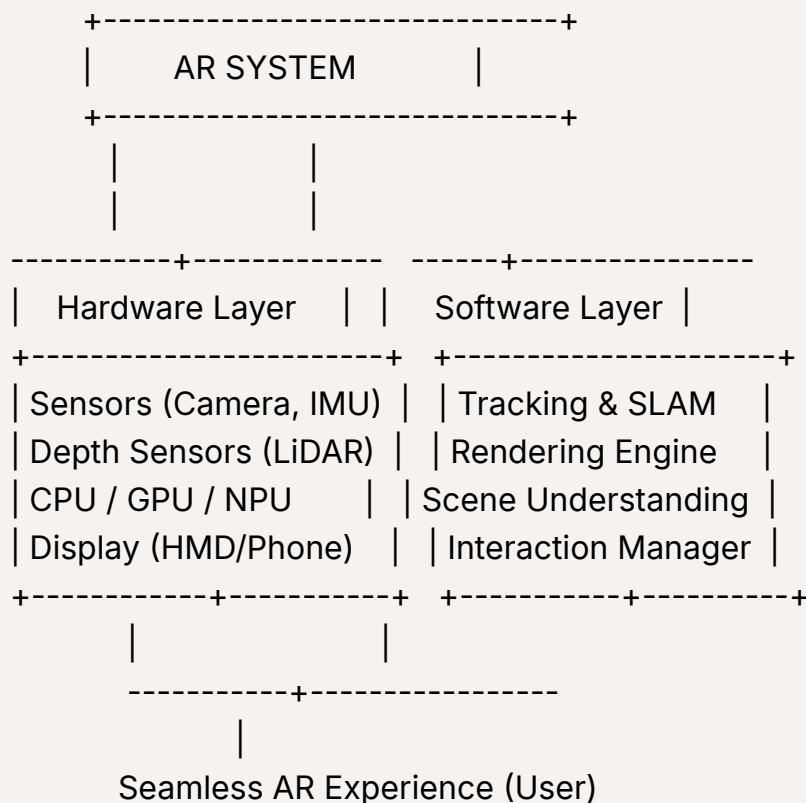 +-------------------------------+
| AR SYSTEM |
+-------------------------------+
| |
| |
-----------+------------- ------+----------------
| Hardware Layer | | Software Layer |
+------------------------+ +----------------------+
| Sensors (Camera, IMU) | | Tracking & SLAM |
| Depth Sensors (LiDAR) | | Rendering Engine |
| CPU / GPU / NPU | | Scene Understanding |
| Display (HMD/Phone) | | Interaction Manager |
+------------+-----------+ +-----------+----------+
| |
-----------+-----------------
|
Seamless AR Experience (User)